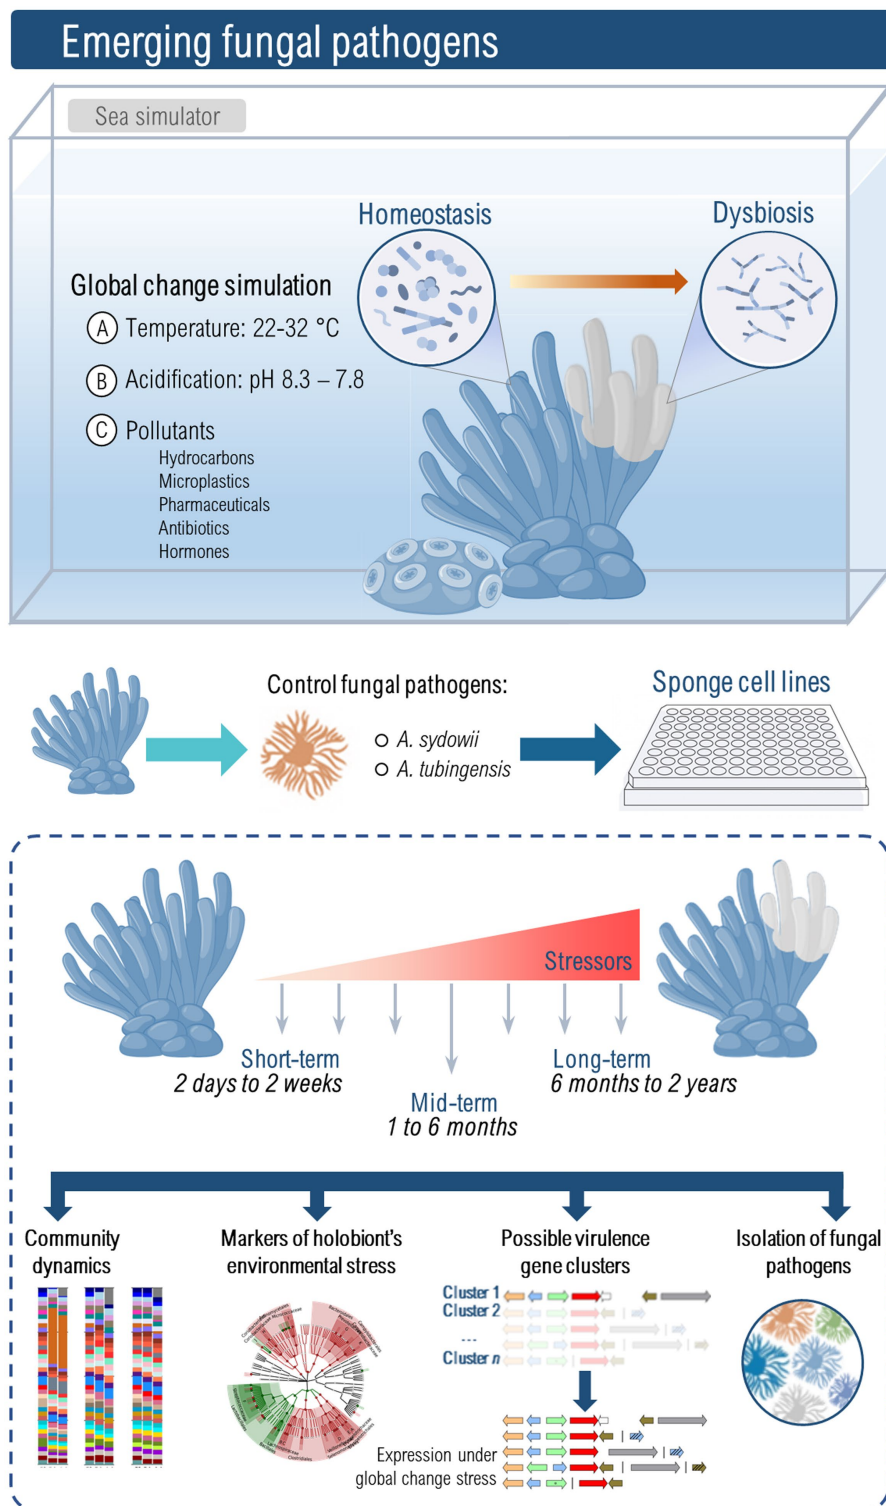 Emerging fungal pathogens
Sea simulator
Homeostasis
Dysbiosis
Global change simulation
A Temperature: 22-32 °C
B Acidification: pH 8.3 – 7.8
C Pollutants
Hydrocarbons
Microplastics
Pharmaceuticals
Antibiotics
Hormones
Control fungal pathogens:
A. sydowii
A. tubingensis
Sponge cell lines
Stressors
Short-term
2 days to 2 weeks
Mid-term
1 to 6 months
Long-term
6 months to 2 years
Community
dynamics
Markers of holobiont's
environmental stress
Possible virulence
gene clusters
Isolation of fungal
pathogens
Cluster 1
Cluster 2
...
Cluster n
Expression under
global change stress